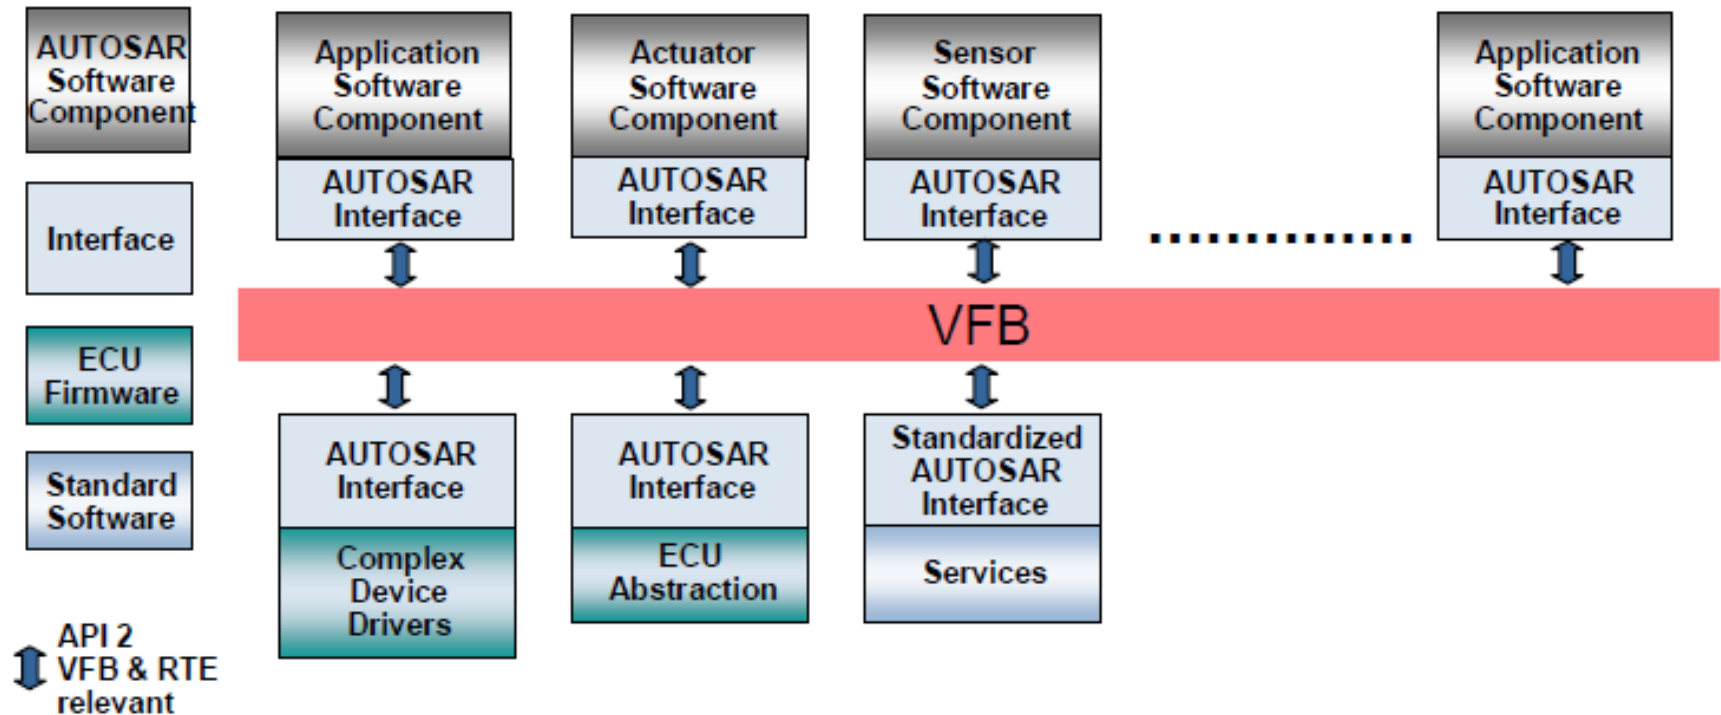 AUTOSAR
Software
Component
Interface
ECU
Firmware
Standard
Software
API 2
VFB & RTE
relevant
Application
Software
Component
AUTOSAR
Interface
Actuator
Software
Component
AUTOSAR
Interface
Sensor
Software
Component
AUTOSAR
Interface
..............
Application
Software
Component
AUTOSAR
Interface
VFB
AUTOSAR
Interface
Complex
Device
Drivers
AUTOSAR
Interface
ECU
Abstraction
Standardized
AUTOSAR
Interface
Services